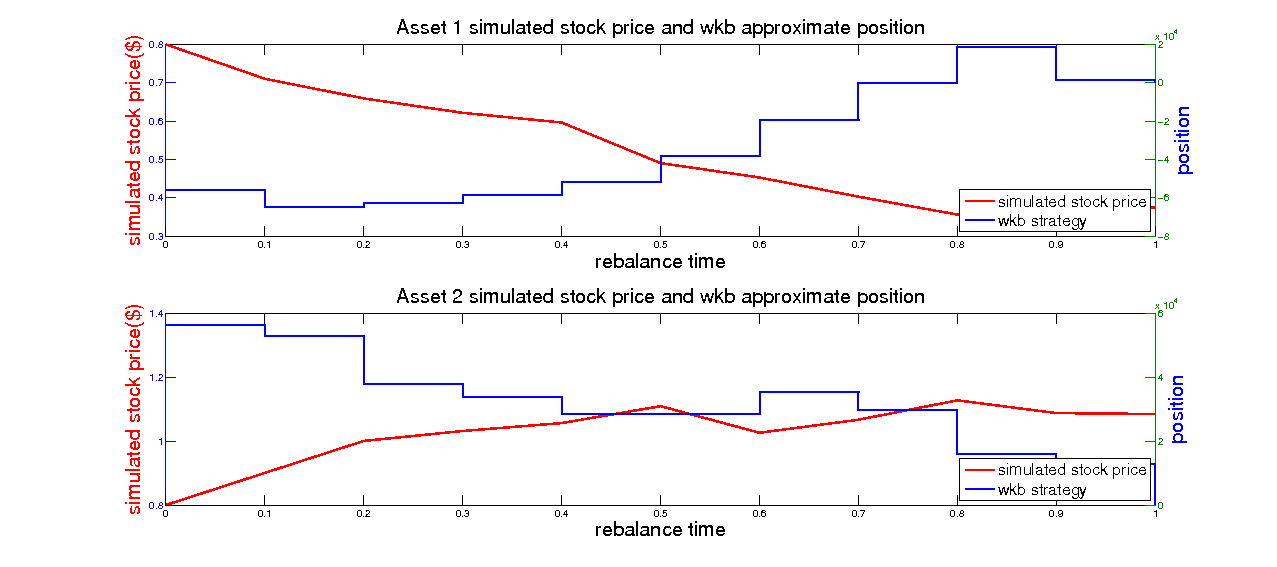 Asset 1 simulated stock price and wkb approximate position
x 10^4
simulated stock price($)
0.8
0.7
0.6
0.5
0.4
0.3
2
0
-2
-4
-6
-8
position
simulated stock price
wkb strategy
0 0.1 0.2 0.3 0.4 0.5 0.6 0.7 0.8 0.9 1
rebalance time
Asset 2 simulated stock price and wkb approximate position
x 10^4
simulated stock price($)
1.4
1.2
1
0.8
6
4
2
0
position
simulated stock price
wkb strategy
0 0.1 0.2 0.3 0.4 0.5 0.6 0.7 0.8 0.9 1
rebalance time